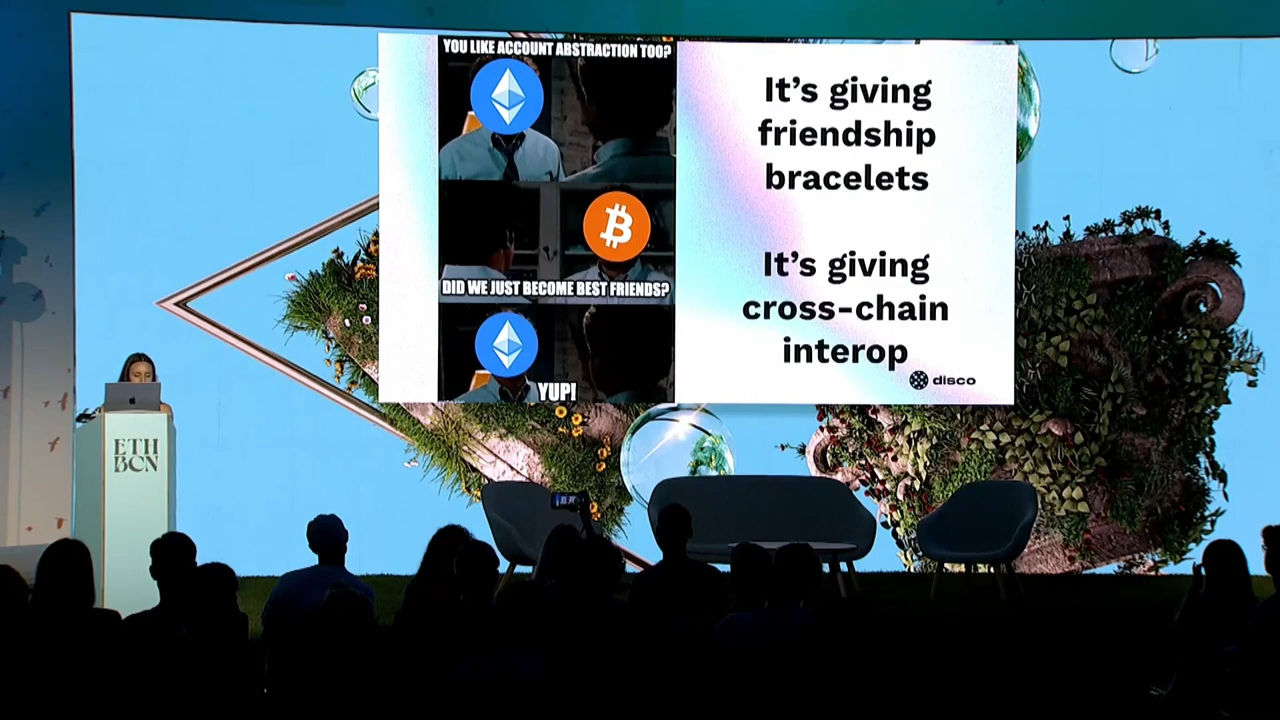 YOU LIKE ACCOUNT ABSTRACTION TOO?
DID WE JUST BECOME BEST FRIENDS?
YUP!
It's giving
friendship
bracelets
It's giving
cross-chain
interop
disco
ETH
BCN